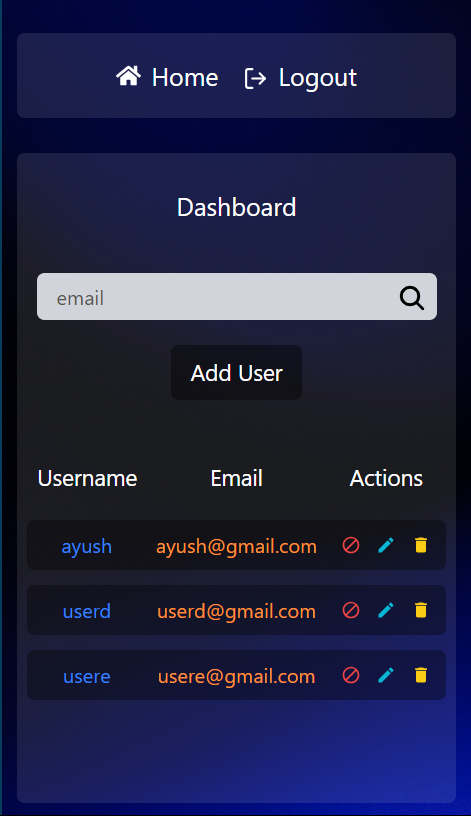 Home Logout
Dashboard
email
Add User
Username Email Actions
ayush ayush@gmail.com
userd userd@gmail.com
usere usere@gmail.com